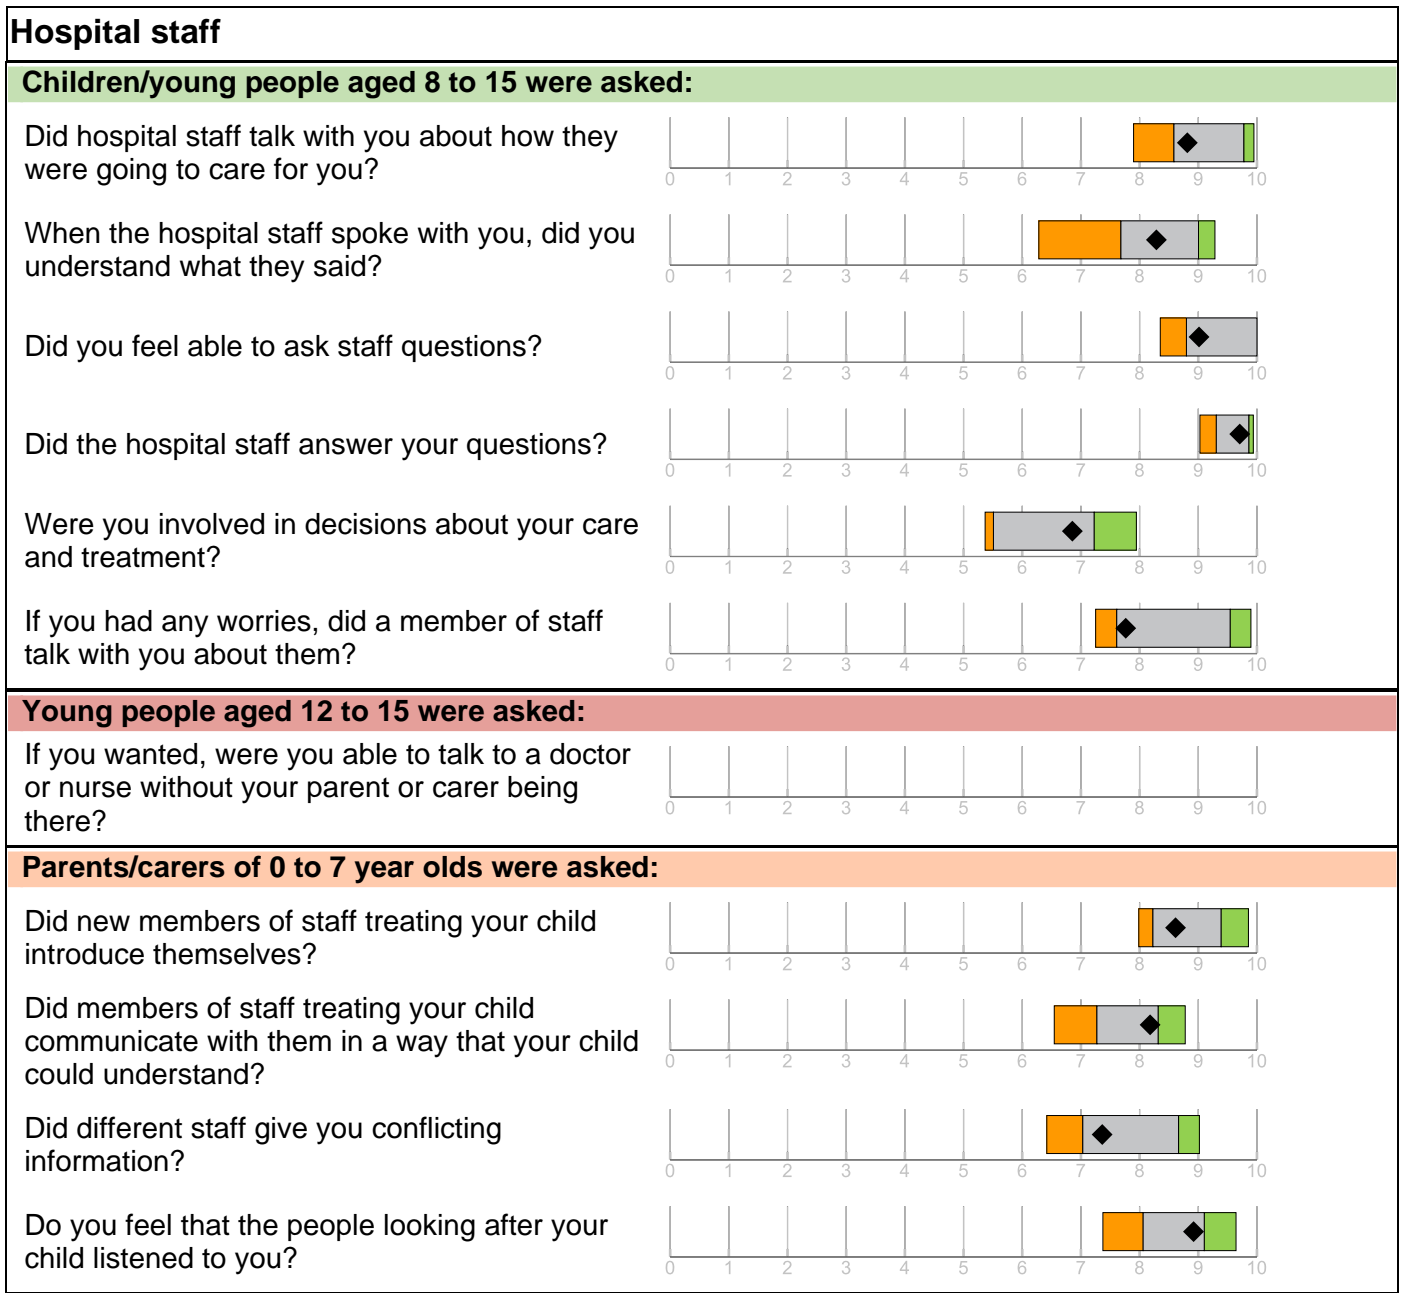 Hospital staff
Children/young people aged 8 to 15 were asked:
Did hospital staff talk with you about how they
were going to care for you?
0 1 2 3 4 5 6 7 8 9 10
When the hospital staff spoke with you, did you
understand what they said?
0 1 2 3 4 5 6 7 8 9 10
Did you feel able to ask staff questions?
0 1 2 3 4 5 6 7 8 9 10
Did the hospital staff answer your questions?
0 1 2 3 4 5 6 7 8 9 10
Were you involved in decisions about your care
and treatment?
0 1 2 3 4 5 6 7 8 9 10
If you had any worries, did a member of staff
talk with you about them?
0 1 2 3 4 5 6 7 8 9 10
Young people aged 12 to 15 were asked:
If you wanted, were you able to talk to a doctor
or nurse without your parent or carer being
there?
0 1 2 3 4 5 6 7 8 9 10
Parents/carers of 0 to 7 year olds were asked:
Did new members of staff treating your child
introduce themselves?
0 1 2 3 4 5 6 7 8 9 10
Did members of staff treating your child
communicate with them in a way that your child
could understand?
0 1 2 3 4 5 6 7 8 9 10
Did different staff give you conflicting
information?
0 1 2 3 4 5 6 7 8 9 10
Do you feel that the people looking after your
child listened to you?
0 1 2 3 4 5 6 7 8 9 10